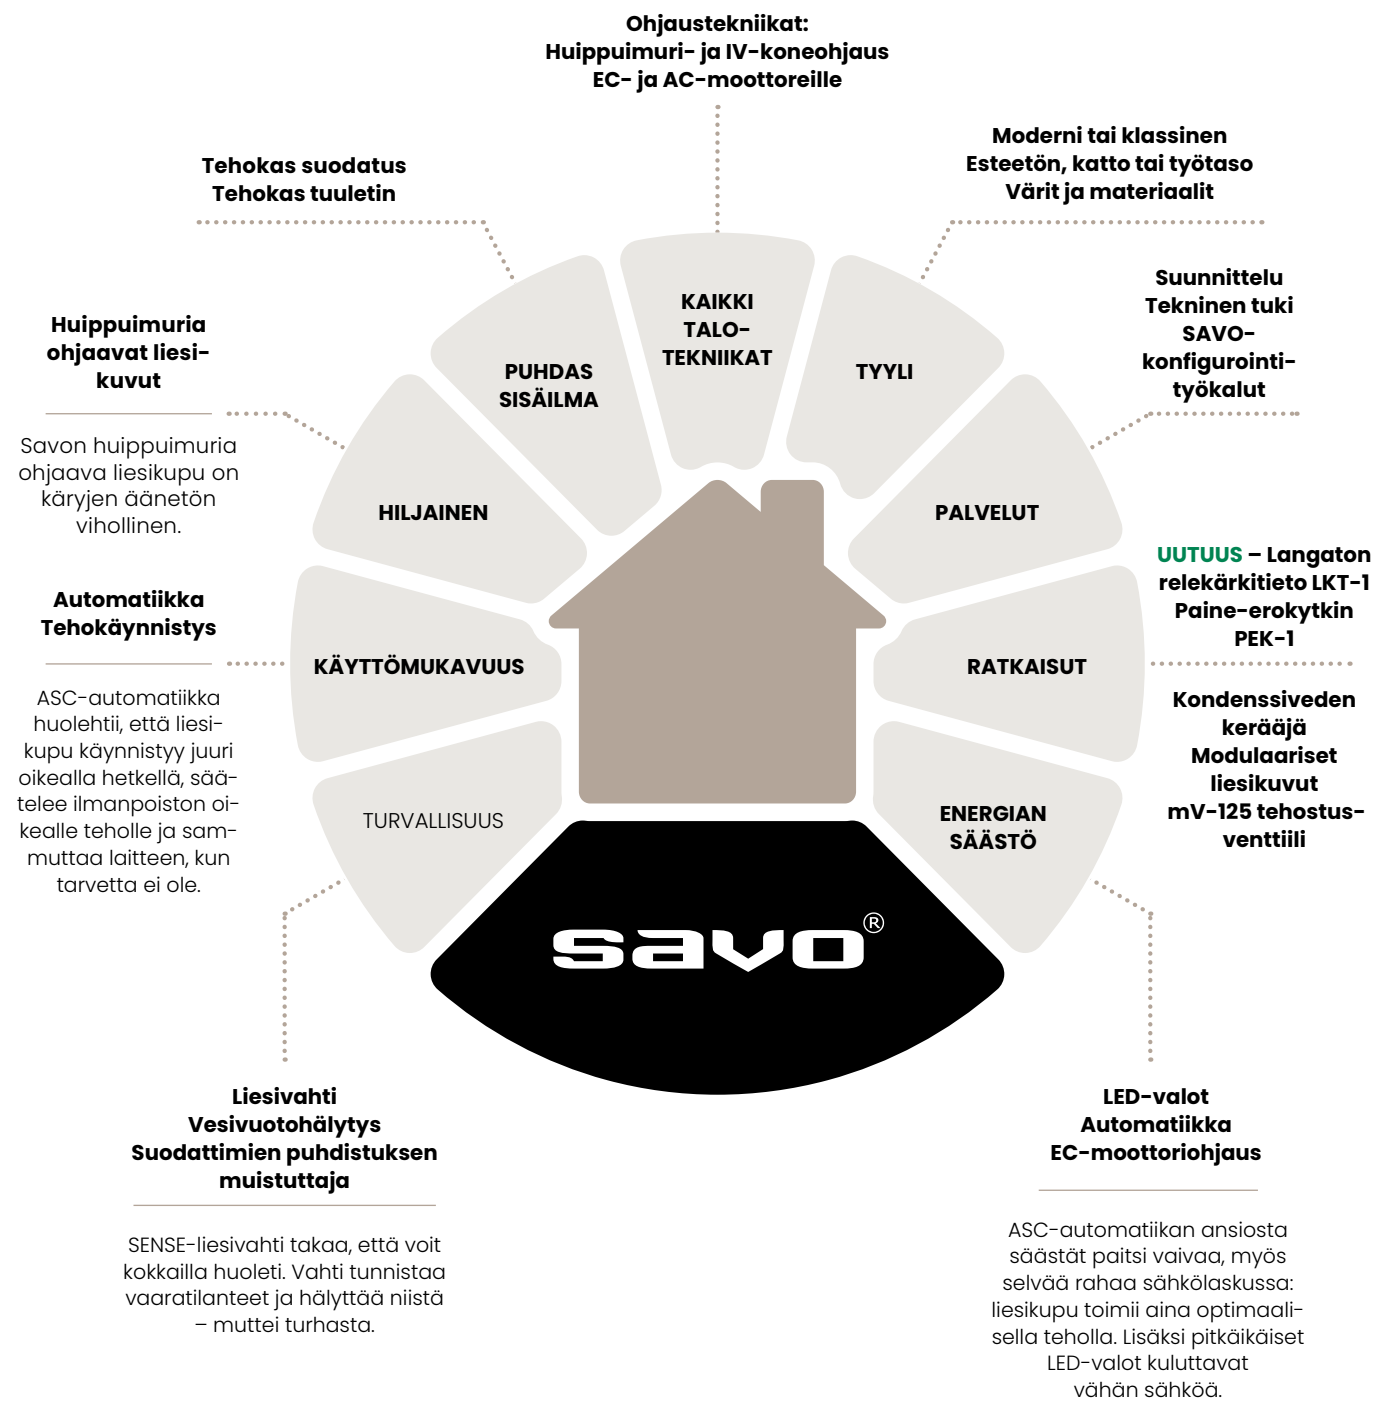 Ohjaustekniikat:
Huippuimuri- ja IV-koneohjaus
EC- ja AC-moottoreille
Tehokas suodatus
Tehokas tuuletin
Moderni tai klassinen
Esteetön, katto tai työtaso
Värit ja materiaalit
Huippuimuria
ohjaavat liesi-
kuvut
Savon huippuimuria
ohjaava liesikupu on
käryjen äänetön
vihollinen.
Suunnittelu
Tekninen tuki
SAVO-
konfigurointi-
työkalut
KAIKKI
TALO-
TEKNIIKAT
PUHDAS
SISÄILMA
TYYLI
HILJAINEN
PALVELUT
KÄYTTÖMUKAVUUS
RATKAISUT
TURVALLISUUS
ENERGIAN
SÄÄSTÖ
Automatiikka
Tehokäynnistys
ASC-automatiikka
huolehtii, että liesi-
kupu käynnistyy juuri
oikealla hetkellä, sää-
telee ilmanpoiston oi-
kealle teholle ja sam-
muttaa laitteen, kun
tarvetta ei ole.
UUTUUS – Langaton
relekärkitieto LKT-1
Paine-erokytkin
PEK-1
Kondenssiveden
kerääjä
Modulaariset
liesikuvut
mV-125 tehostus-
venttiili
savo®
Liesivahti
Vesivuotohälytys
Suodattimien puhdistuksen
muistuttaja
SENSE-liesivahti takaa, että voit
kokkailla huoleti. Vahti tunnistaa
vaaratilanteet ja hälyttää niistä
– muttei turhasta.
LED-valot
Automatiikka
EC-moottoriohjaus
ASC-automatiikan ansiosta
säästät paitsi vaivaa, myös
selvää rahaa sähkölaskussa:
liesikupu toimii aina optimaali-
sella teholla. Lisäksi pitkäikäiset
LED-valot kuluttavat
vähän sähköä.